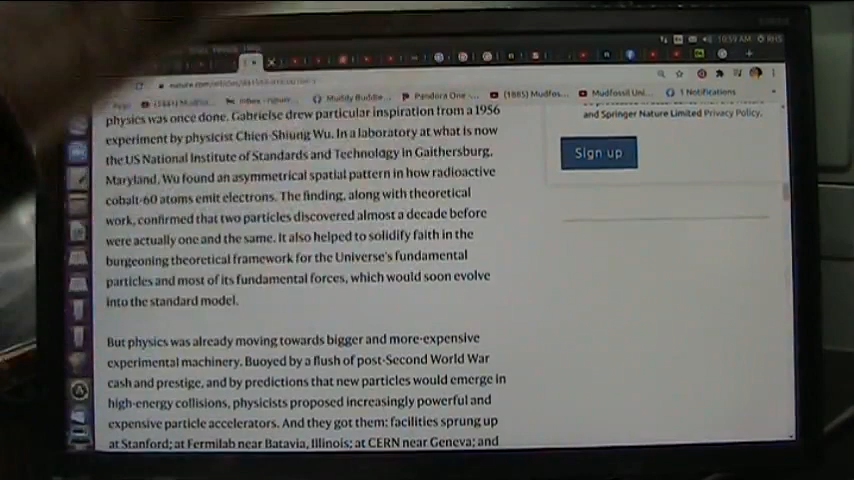 10:59 AM
RHS
(1885) Mudfos...
Inbox
Muddy Buddie...
Pandora One
(1885) Mudfos...
Mudfossil Uni...
1 Notifications
physics was once done. Gabrielse drew particular inspiration from a 1956
experiment by physicist Chien-Shiung Wu. In a laboratory at what is now
the US National Institute of Standards and Technology in Gaithersburg,
Maryland, Wu found an asymmetrical spatial pattern in how radioactive
cobalt-60 atoms emit electrons. The finding, along with theoretical
work, confirmed that two particles discovered almost a decade before
were actually one and the same. It also helped to solidify faith in the
burgeoning theoretical framework for the Universe's fundamental
particles and most of its fundamental forces, which would soon evolve
into the standard model.
But physics was already moving towards bigger and more-expensive
experimental machinery. Buoyed by a flush of post-Second World War
cash and prestige, and by predictions that new particles would emerge in
high-energy collisions, physicists proposed increasingly powerful and
expensive particle accelerators. And they got them: facilities sprung up
at Stanford; at Fermilab near Batavia, Illinois; at CERN near Geneva; and
and Springer Nature Limited Privacy Policy.
Sign up